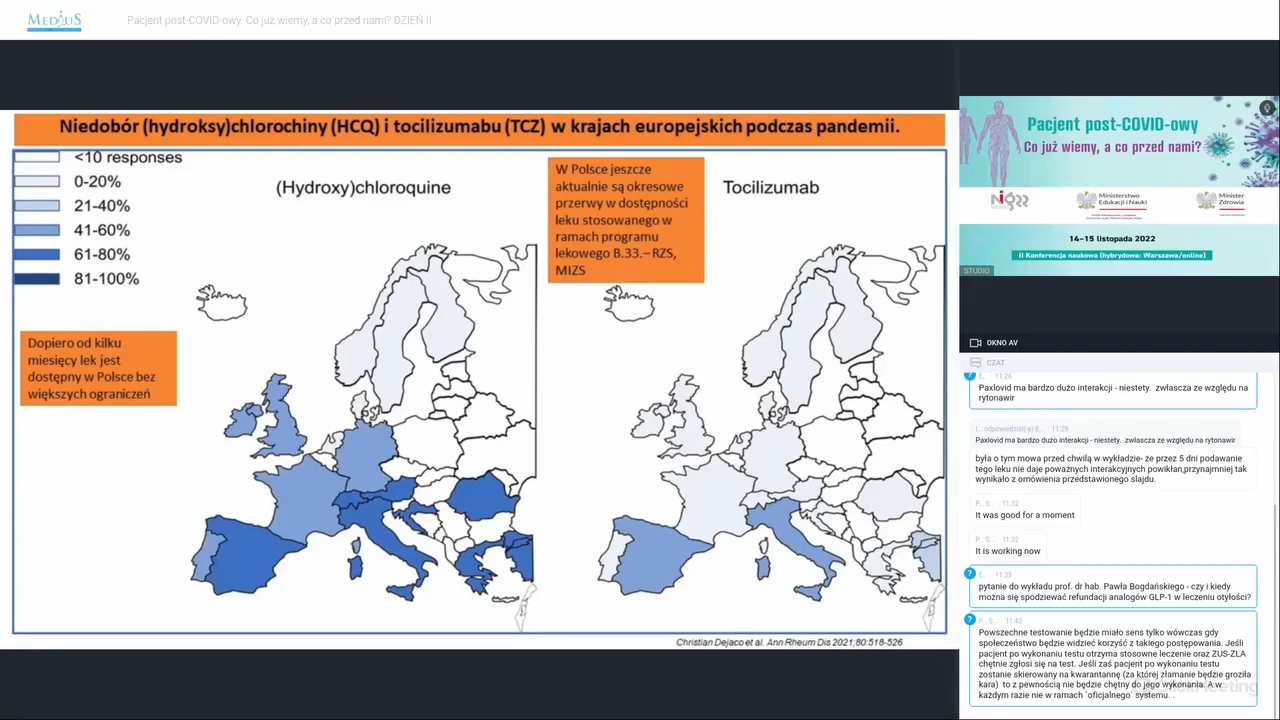 MEDIUS
Pacjent post-COVID-owy. Co już wiemy, a co przed nami? DZIEŃ II
Niedobór (hydroksy)chlorochiny (HCQ) i tocilizumabu (TCZ) w krajach europejskich podczas pandemii.
<10 responses
0-20%
21-40%
41-60%
61-80%
81-100%
(Hydroxy)chloroquine
W Polsce jeszcze
aktualnie są okresowe
przerwy w dostępności
leku stosowanego w
ramach programu
lekowego B.33.– RZS,
MIZS
Tocilizumab
Dopiero od kilku
miesięcy lek jest
dostępny w Polsce bez
większych ograniczeń
Christian Dejaco et al. Ann Rheum Dis 2021;80:518-526
Pacjent post-COVID-owy
Co już wiemy, a co przed nami?
Ministerstwo
Edukacji i Nauki
Minister
Zdrowia
14–15 listopada 2022
II Konferencja naukowa (hybrydowa: Warszawa/online)
STUDIO
OKNO AV
CZAT
? E... 11:26
Paxlovid ma bardzo dużo interakcji - niestety. zwłascza ze względu na
rytonawir
I... odpowiedział(-a) E... 11:29
Paxlovid ma bardzo dużo interakcji - niestety. zwłascza ze względu na rytonawir
była o tym mowa przed chwilą w wykładzie- że przez 5 dni podawanie
tego leku nie daje poważnych interakcyjnych powikłan,przynajmniej tak
wynikało z omówienia przedstawionego slajdu.
P... S... 11:32
It was good for a moment
P... S... 11:32
It is working now
? E... 11:33
pytanie do wykładu prof. dr hab. Pawła Bogdańskiego - czy i kiedy
można się spodziewać refundacji analogów GLP-1 w leczeniu otyłości?
? P... S... 11:42
Powszechne testowanie będzie miało sens tylko wówczas gdy
społeczeństwo będzie widzieć korzyść z takiego postępowania. Jeśli
pacjent po wykonaniu testu otrzyma stosowne leczenie oraz ZUS-ZLA
chętnie zgłosi się na test. Jeśli zaś pacjent po wykonaniu testu
zostanie skierowany na kwarantannę (za której złamanie będzie groziła
kara) to z pewnością nie będzie chętny do jego wykonania. A w
każdym razie nie w ramach `oficjalnego` systemu. .